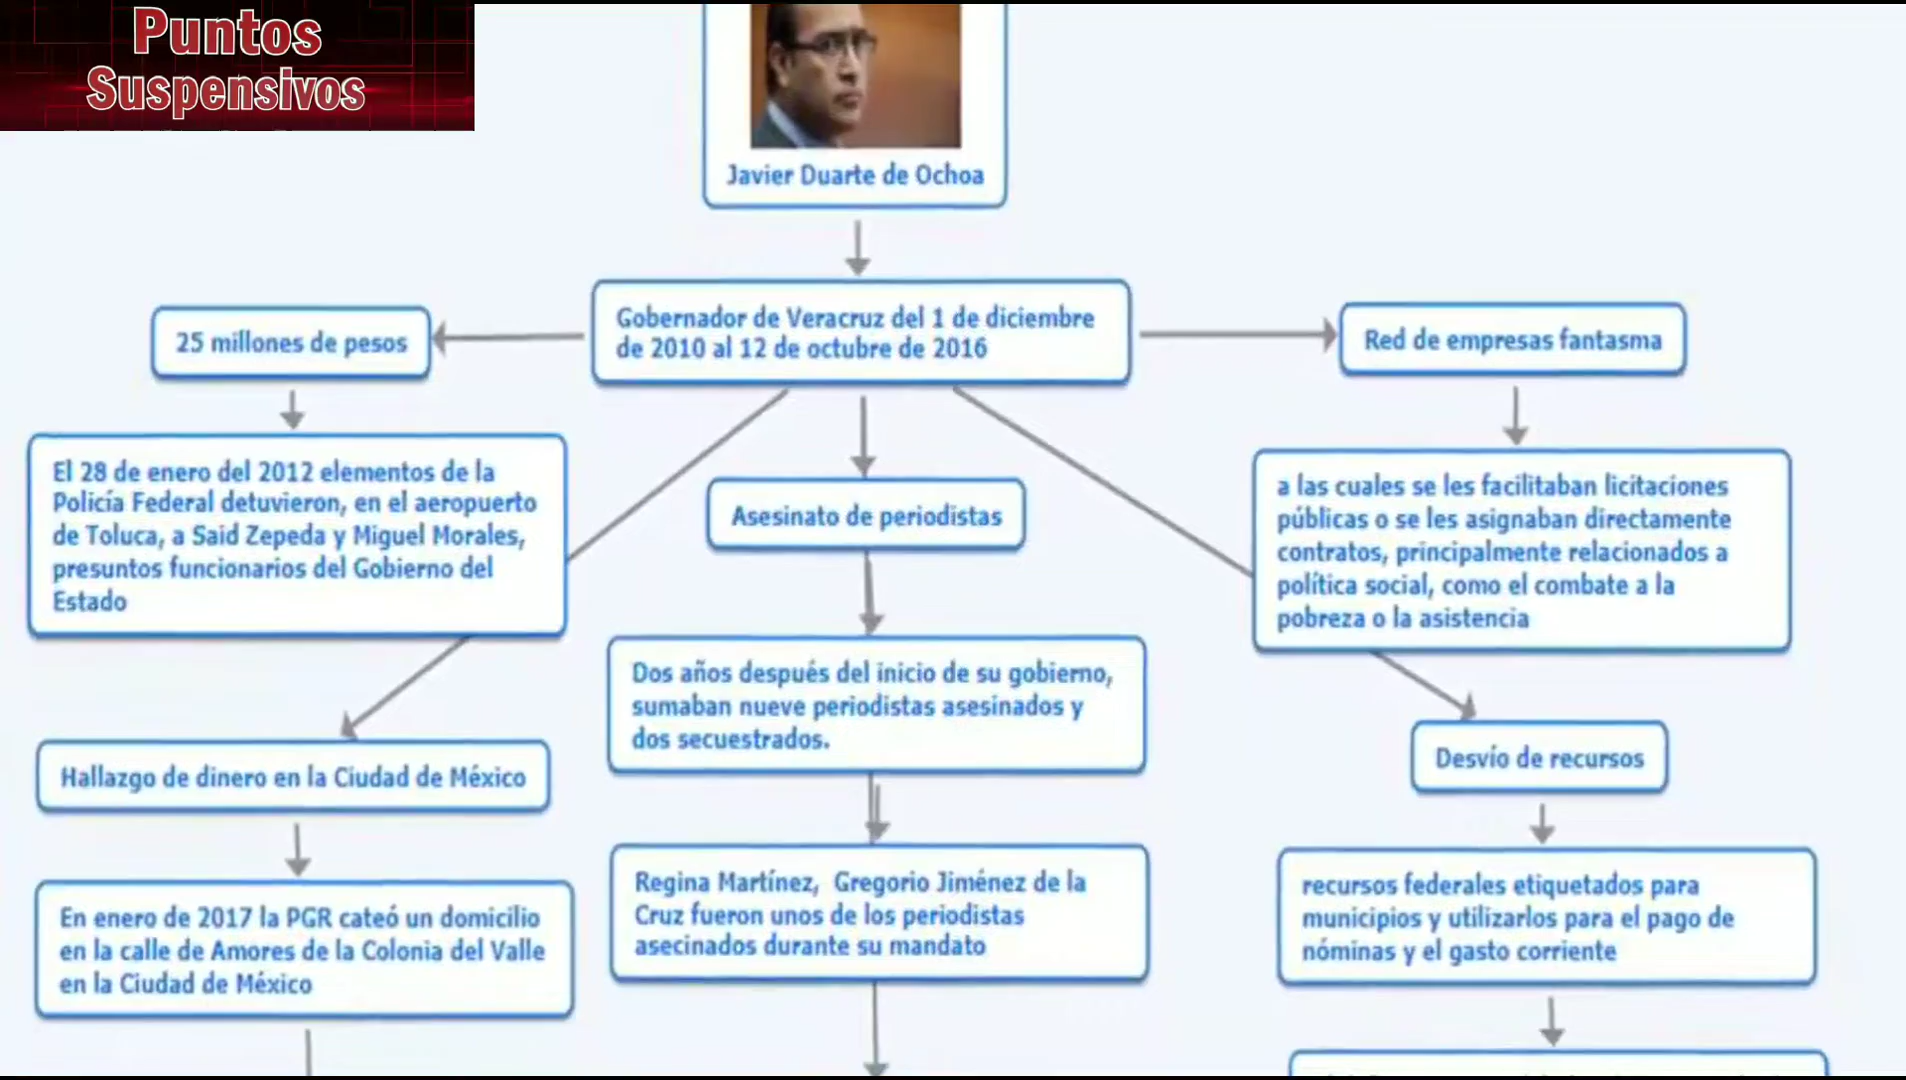 Puntos
Suspensivos
Javier Duarte de Ochoa
Gobernador de Veracruz del 1 de diciembre
de 2010 al 12 de octubre de 2016
25 millones de pesos
El 28 de enero del 2012 elementos de la
Policía Federal detuvieron, en el aeropuerto
de Toluca, a Said Zepeda y Miguel Morales,
presuntos funcionarios del Gobierno del
Estado
Hallazgo de dinero en la Ciudad de México
En enero de 2017 la PGR cateó un domicilio
en la calle de Amores de la Colonia del Valle
en la Ciudad de México
Asesinato de periodistas
Dos años después del inicio de su gobierno,
sumaban nueve periodistas asesinados y
dos secuestrados.
Regina Martínez,  Gregorio Jiménez de la
Cruz fueron unos de los periodistas
asecinados durante su mandato
Red de empresas fantasma
a las cuales se les facilitaban licitaciones
públicas o se les asignaban directamente
contratos, principalmente relacionados a
política social, como el combate a la
pobreza o la asistencia
Desvío de recursos
recursos federales etiquetados para
municipios y utilizarlos para el pago de
nóminas y el gasto corriente